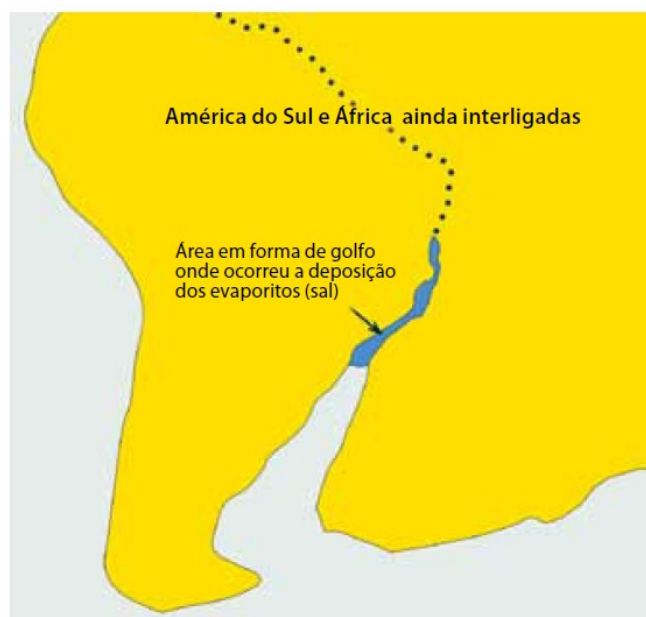 América do Sul e África ainda interligadas
Área em forma de golfo
onde ocorreu a deposição
dos evaporitos (sal)